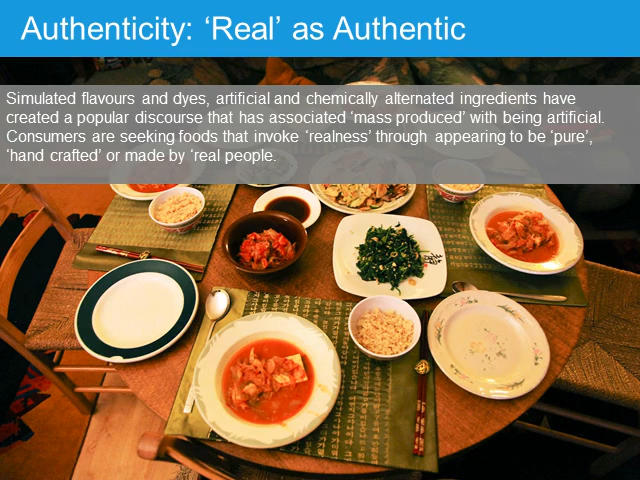 Authenticity: ‘Real’ as Authentic
Simulated flavours and dyes, artificial and chemically alternated ingredients have
created a popular discourse that has associated ‘mass produced’ with being artificial.
Consumers are seeking foods that invoke ‘realness’ through appearing to be ‘pure’,
‘hand crafted’ or made by ‘real people.